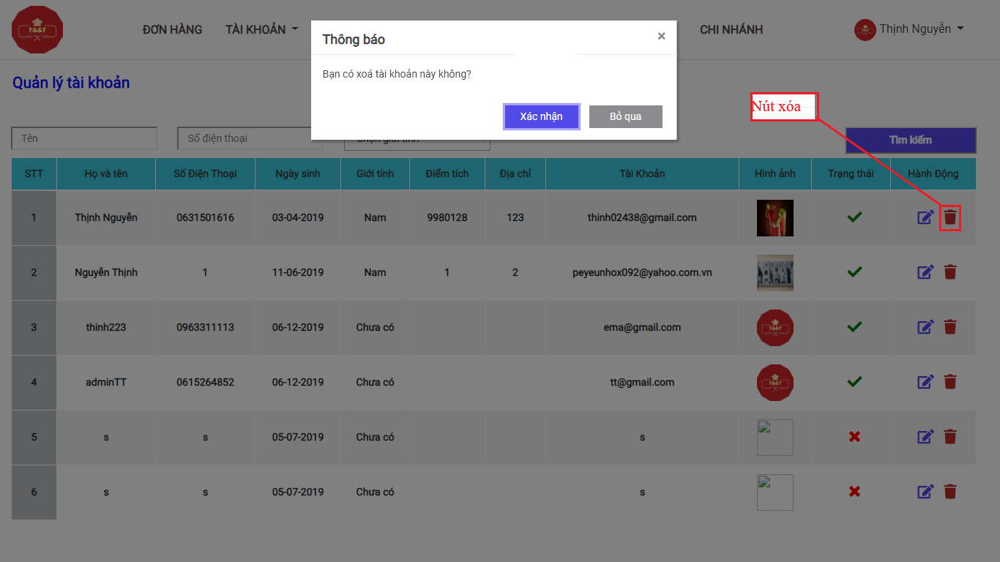 T&&T
ĐƠN HÀNG
TÀI KHOẢN
CHI NHÁNH
T&&T
Thịnh Nguyễn
Thông báo
×
Bạn có xoá tài khoản này không?
Xác nhận
Bỏ qua
Quản lý tài khoản
Nút xóa
Tên
Số điện thoại
Chọn giới tính
Tìm kiếm
STT Họ và tên Số Điện Thoại Ngày sinh Giới tính Điểm tích Địa chỉ Tài Khoản Hình ảnh Trạng thái Hành Động
1 Thịnh Nguyễn 0631501616 03-04-2019 Nam 9980128 123 thinh02438@gmail.com
2 Nguyễn Thịnh 1 11-06-2019 Nam 1 2 peyeunhox092@yahoo.com.vn
3 thinh223 0963311113 06-12-2019 Chưa có ema@gmail.com T&&T
4 adminTT 0615264852 06-12-2019 Chưa có tt@gmail.com T&&T
5 s s 05-07-2019 Chưa có s
6 s s 05-07-2019 Chưa có s